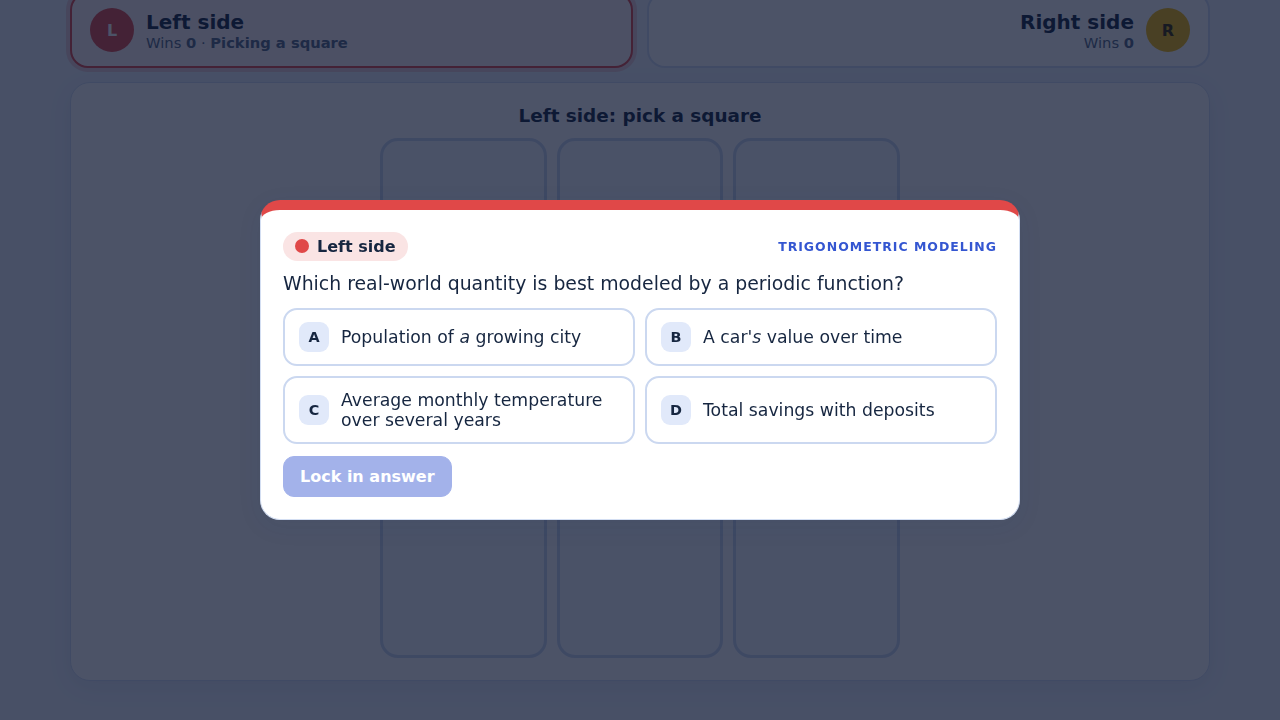 L
Left side
Wins 0 · Picking a square
Right side
Wins 0
R
Left side: pick a square
Left side
TRIGONOMETRIC MODELING
Which real-world quantity is best modeled by a periodic function?
A
Population of a growing city
B
A car's value over time
C
Average monthly temperature
over several years
D
Total savings with deposits
Lock in answer